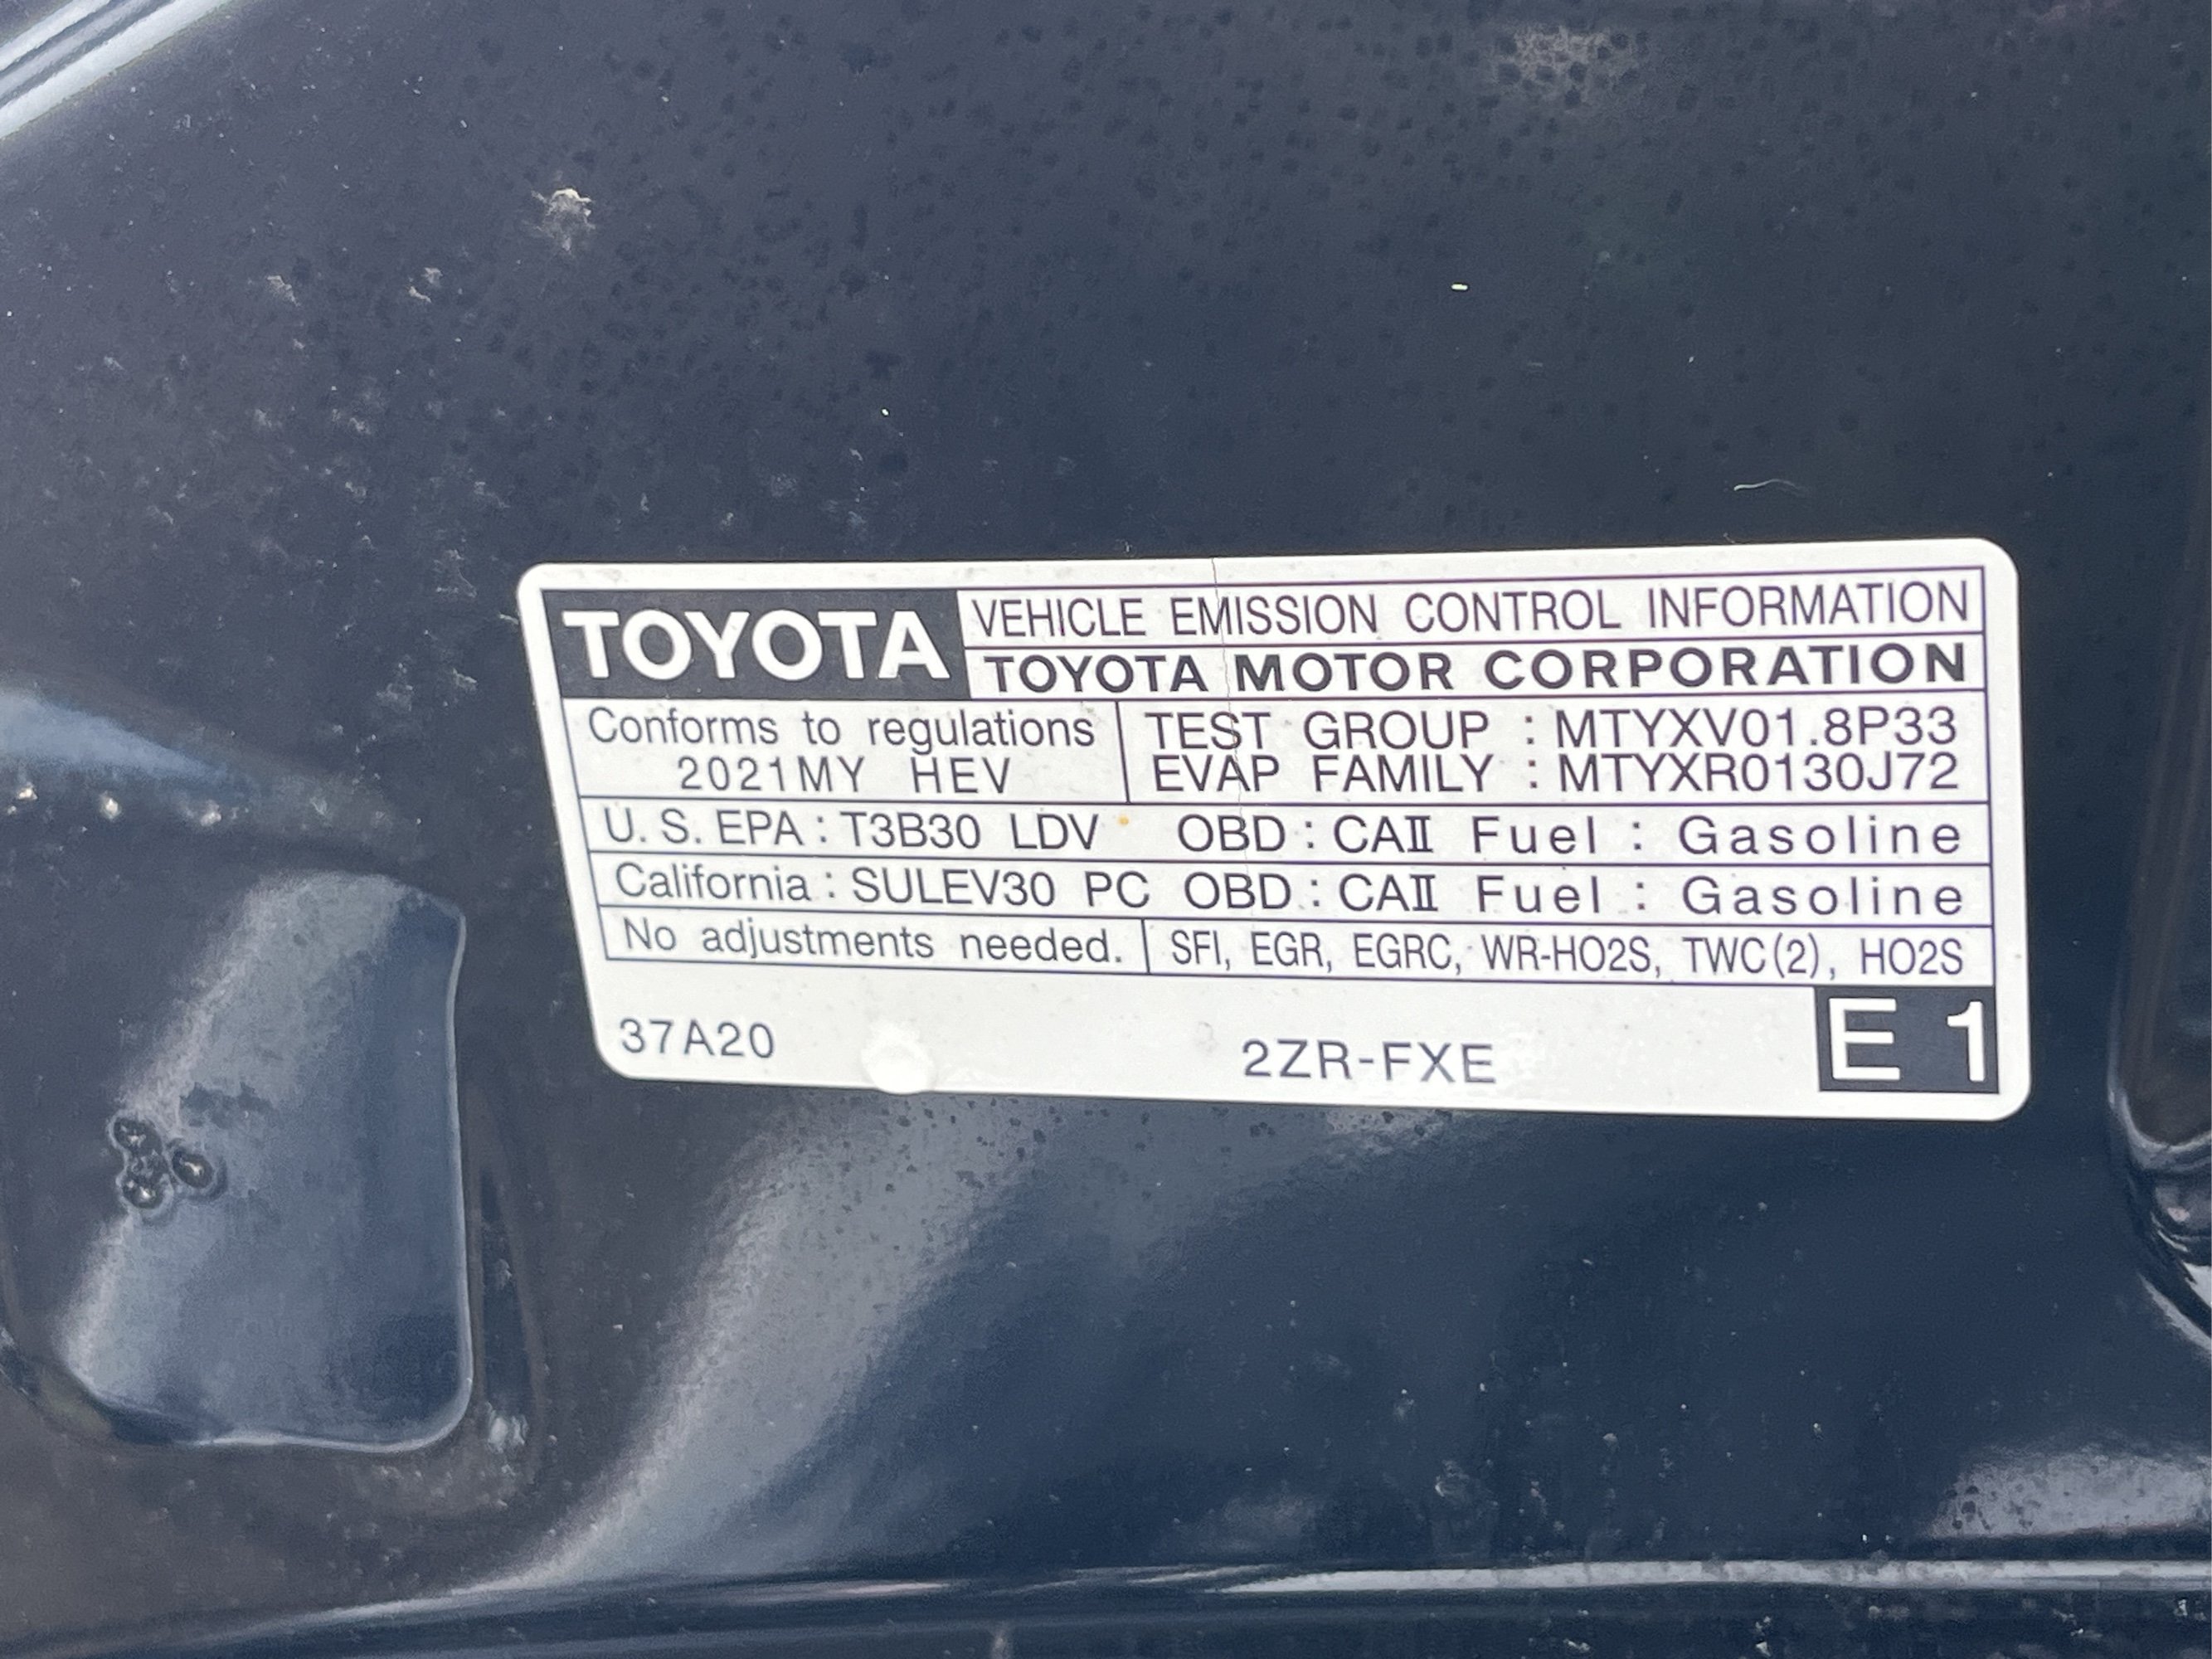 TOYOTA VEHICLE EMISSION CONTROL INFORMATION
TOYOTA MOTOR CORPORATION
Conforms to regulations TEST GROUP : MTYXV01.8P33
2021MY HEV EVAP FAMILY : MTYXR0130J72
U.S.EPA : T3B30 LDV OBD : CAⅡ Fuel : Gasoline
California : SULEV30 PC OBD : CAⅡ Fuel : Gasoline
No adjustments needed. SFI, EGR, EGRC, WR-HO2S, TWC(2), HO2S
37A20 2ZR-FXE E 1